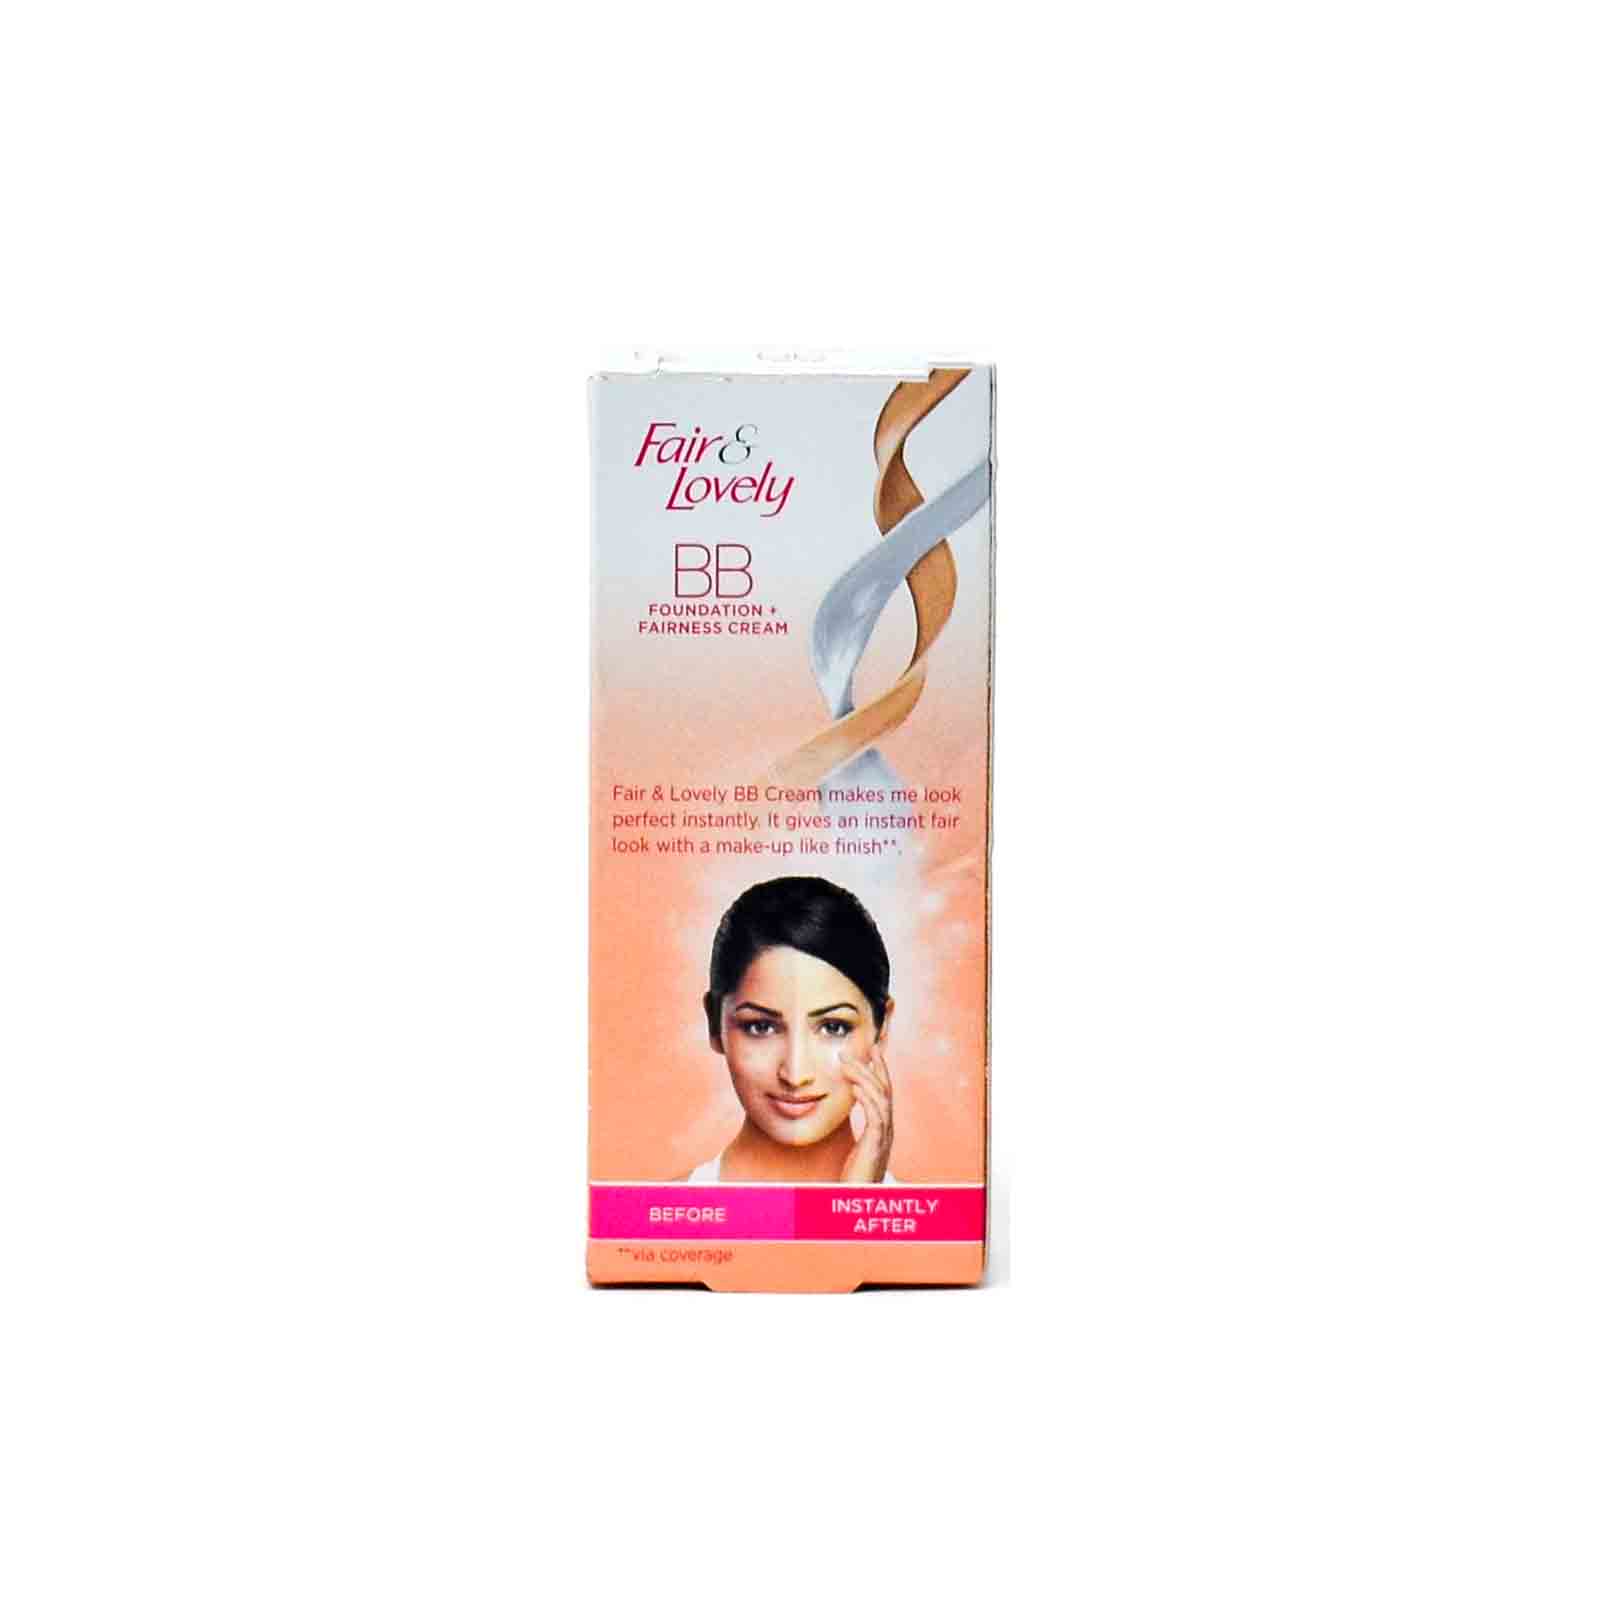 Fair &
Lovely
BB
FOUNDATION +
FAIRNESS CREAM
Fair & Lovely BB Cream makes me look
perfect instantly. It gives an instant fair
look with a make-up like finish**.
BEFORE
INSTANTLY
AFTER
**via coverage